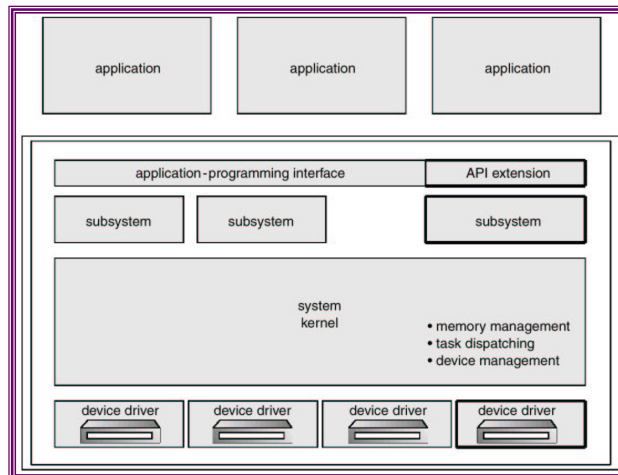 application
application
application
application-programming interface
API extension
subsystem
subsystem
subsystem
system
kernel
• memory management
• task dispatching
• device management
device driver
device driver
device driver
device driver